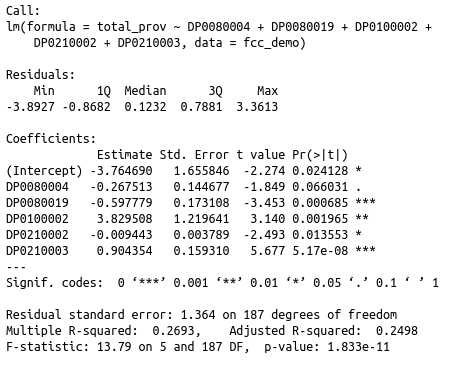 Call:
lm(formula = total_prov ~ DP0080004 + DP0080019 + DP0100002 +
    DP0210002 + DP0210003, data = fcc_demo)
Residuals:
    Min      1Q  Median      3Q     Max
-3.8927 -0.8682  0.1232  0.7881  3.3613
Coefficients:
             Estimate Std. Error t value Pr(>|t|)
(Intercept) -3.764690   1.655846  -2.274 0.024128 *
DP0080004   -0.267513   0.144677  -1.849 0.066031 .
DP0080019   -0.597779   0.173108  -3.453 0.000685 ***
DP0100002    3.829508   1.219641   3.140 0.001965 **
DP0210002   -0.009443   0.003789  -2.493 0.013553 *
DP0210003    0.904354   0.159310   5.677 5.17e-08 ***
---
Signif. codes:  0 ‘***’ 0.001 ‘**’ 0.01 ‘*’ 0.05 ‘.’ 0.1 ‘ ’ 1
Residual standard error: 1.364 on 187 degrees of freedom
Multiple R-squared:  0.2693,    Adjusted R-squared:  0.2498
F-statistic: 13.79 on 5 and 187 DF,  p-value: 1.833e-11